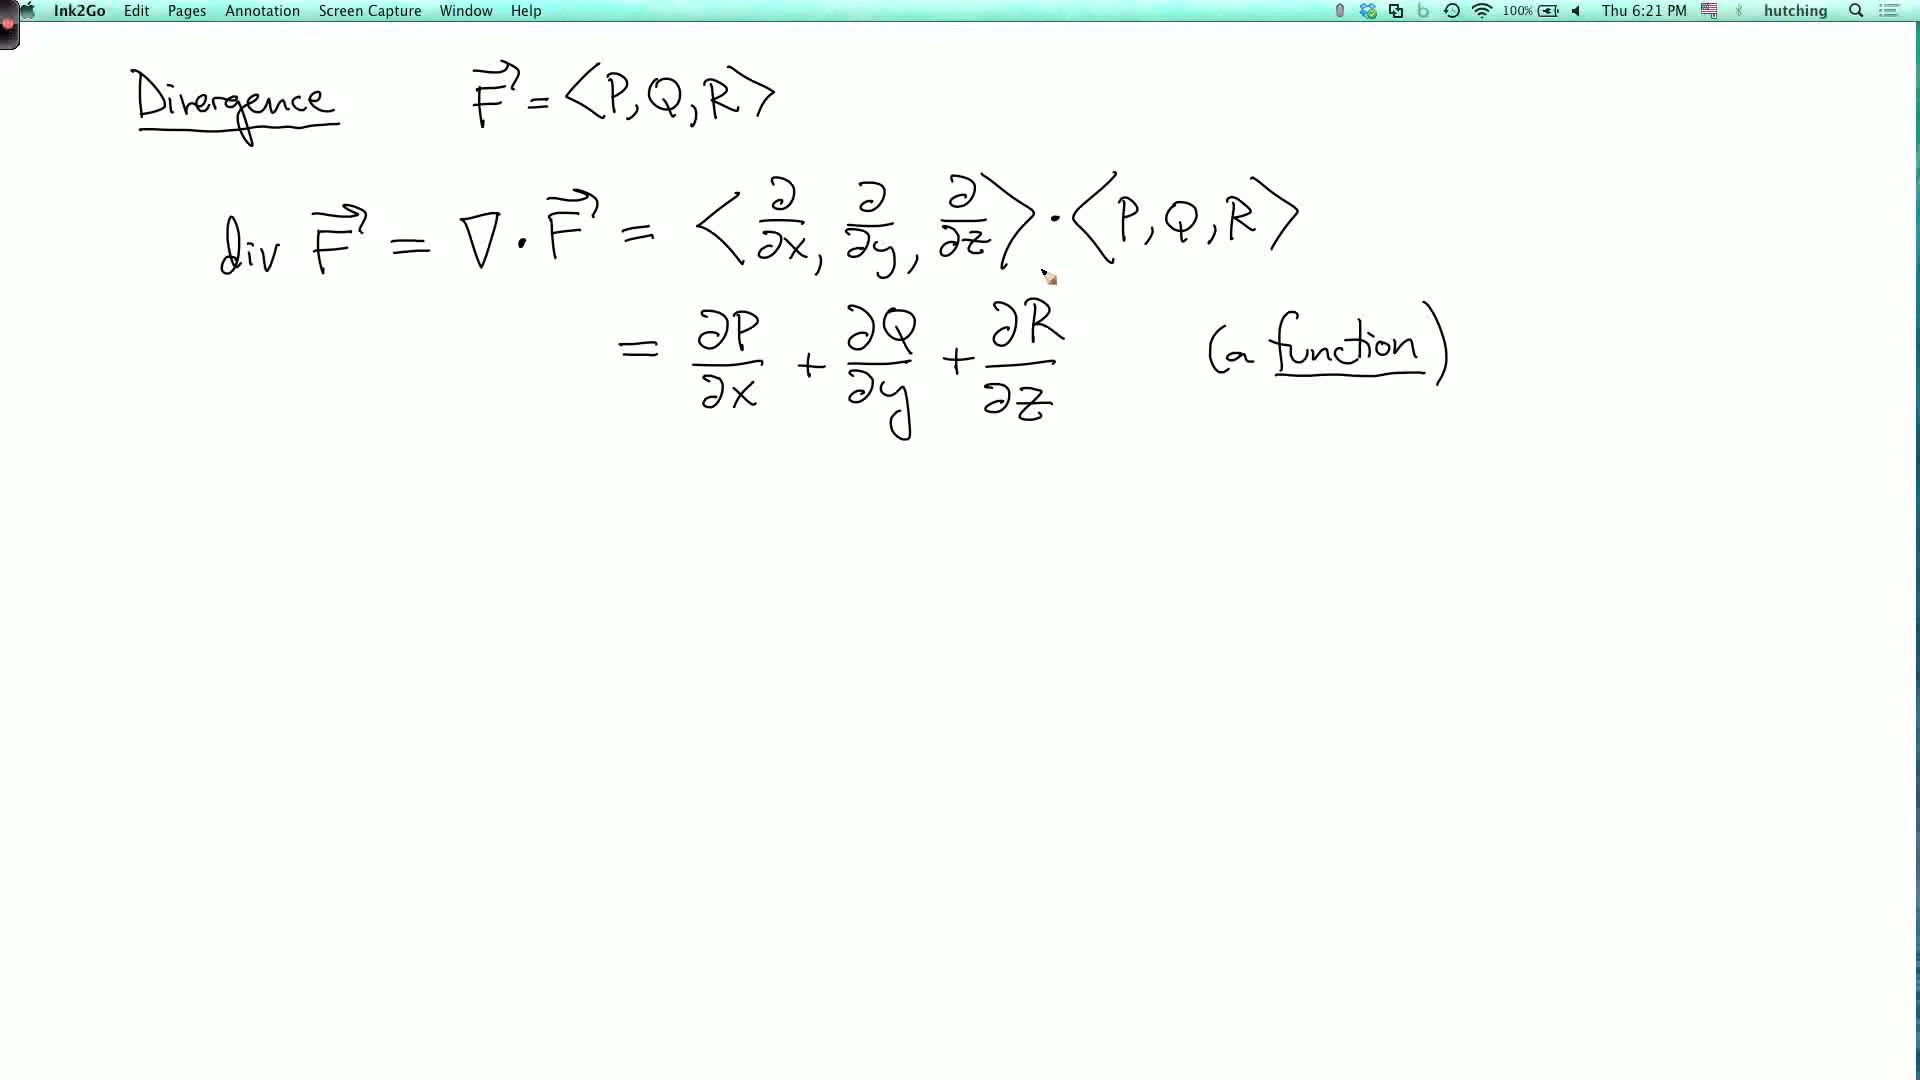 Ink2Go Edit Pages Annotation Screen Capture Window Help 100% Thu 6:21 PM hutching
Divergence F⃗ = ⟨P, Q, R⟩
div F⃗ = ∇ · F⃗ = ⟨∂/∂x, ∂/∂y, ∂/∂z⟩ · ⟨P, Q, R⟩
= ∂P/∂x + ∂Q/∂y + ∂R/∂z (a function)